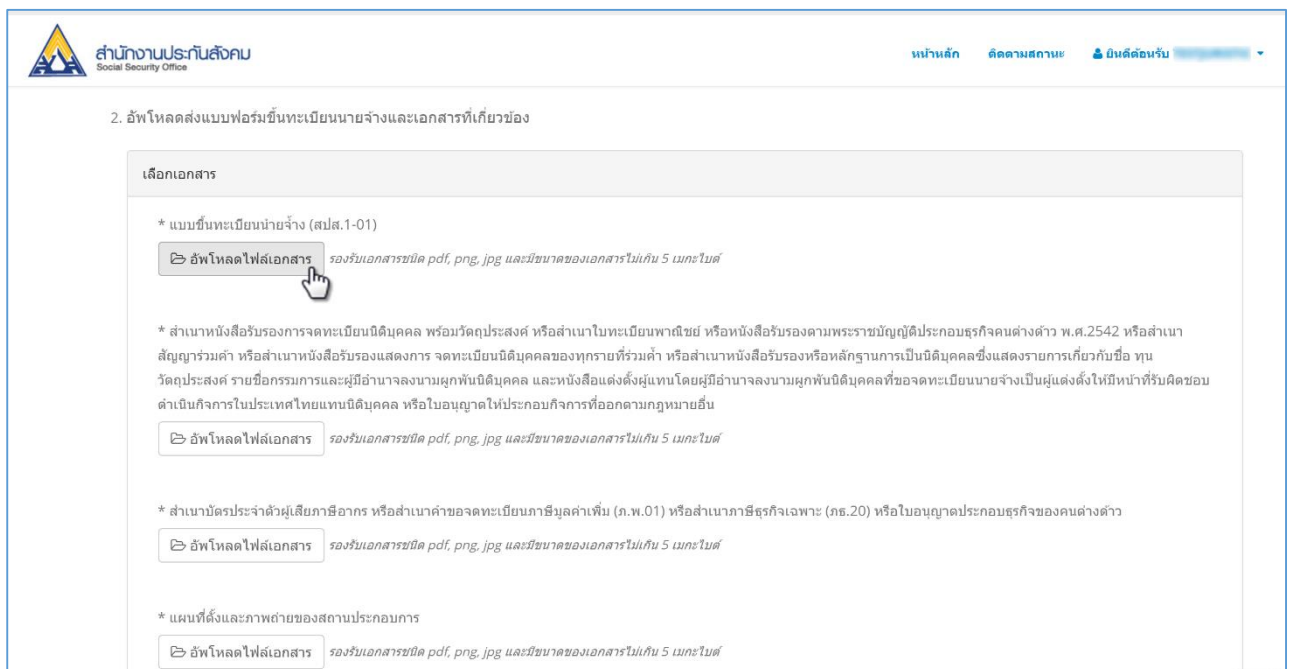 สำนักงานประกันสังคม
Social Security Office
หน้าหลัก ติดตามสถานะ ยินดีต้อนรับ
2. อัพโหลดส่งแบบฟอร์มขึ้นทะเบียนนายจ้างและเอกสารที่เกี่ยวข้อง
เลือกเอกสาร
* แบบขึ้นทะเบียนนายจ้าง (สปส.1-01)
อัพโหลดไฟล์เอกสาร รองรับเอกสารชนิด pdf, png, jpg และมีขนาดของเอกสารไม่เกิน 5 เมกะไบต์
* สำเนาหนังสือรับรองการจดทะเบียนนิติบุคคล พร้อมวัตถุประสงค์ หรือสำเนาใบทะเบียนพาณิชย์ หรือหนังสือรับรองตามพระราชบัญญัติประกอบธุรกิจคนต่างด้าว พ.ศ.2542 หรือสำเนา
สัญญาร่วมค้า หรือสำเนาหนังสือรับรองแสดงการ จดทะเบียนนิติบุคคลของทุกรายที่ร่วมค้ำ หรือสำเนาหนังสือรับรองหรือหลักฐานการเป็นนิติบุคคลซึ่งแสดงรายการเกี่ยวกับชื่อ ทุน
วัตถุประสงค์ รายชื่อกรรมการและผู้มีอำนาจลงนามผูกพันนิติบุคคล และหนังสือแต่งตั้งผู้แทนโดยผู้มีอำนาจลงนามผูกพันนิติบุคคลที่ขอจดทะเบียนนายจ้างเป็นผู้แต่งตั้งให้มีหน้าที่รับผิดชอบ
ดำเนินกิจการในประเทศไทยแทนนิติบุคคล หรือใบอนุญาตให้ประกอบกิจการที่ออกตามกฎหมายอื่น
อัพโหลดไฟล์เอกสาร รองรับเอกสารชนิด pdf, png, jpg และมีขนาดของเอกสารไม่เกิน 5 เมกะไบต์
* สำเนาบัตรประจำตัวผู้เสียภาษีอากร หรือสำเนาคำขอจดทะเบียนภาษีมูลค่าเพิ่ม (ภ.พ.01) หรือสำเนาภาษีธุรกิจเฉพาะ (ภธ.20) หรือใบอนุญาตประกอบธุรกิจของคนต่างด้าว
อัพโหลดไฟล์เอกสาร รองรับเอกสารชนิด pdf, png, jpg และมีขนาดของเอกสารไม่เกิน 5 เมกะไบต์
* แผนที่ตั้งและภาพถ่ายของสถานประกอบการ
อัพโหลดไฟล์เอกสาร รองรับเอกสารชนิด pdf, png, jpg และมีขนาดของเอกสารไม่เกิน 5 เมกะไบต์